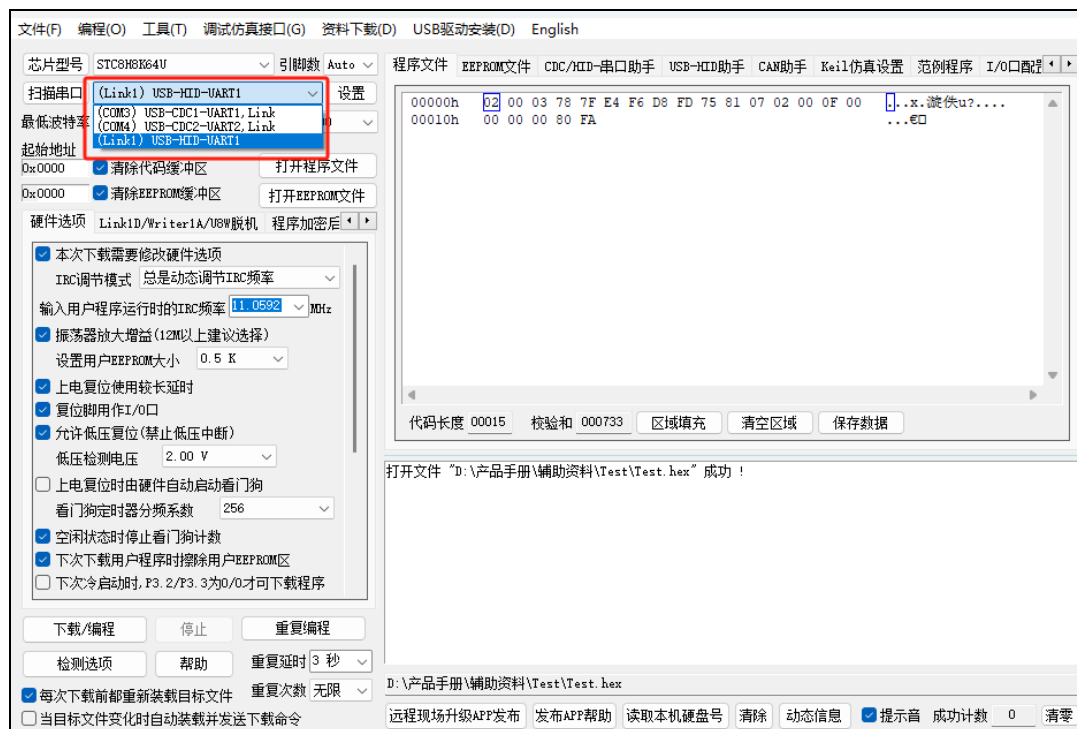 文件(F) 编程(O) 工具(T) 调试仿真接口(G) 资料下载(D) USB驱动安装(D) English
芯片型号 STC8H8K64U 引脚数 Auto
扫描串口 (Link1) USB-HID-UART1 设置
(COM3) USB-CDC1-UART1,Link
(COM4) USB-CDC2-UART2,Link
(Link1) USB-HID-UART1
最低波特率
起始地址
0x0000 清除代码缓冲区 打开程序文件
0x0000 清除EEPROM缓冲区 打开EEPROM文件
硬件选项 Link1D/Writer1A/U8W脱机 程序加密后
本次下载需要修改硬件选项
IRC调节模式 总是动态调节IRC频率
输入用户程序运行时的IRC频率 11.0592 MHz
振荡器放大增益(12M以上建议选择)
设置用户EEPROM大小 0.5 K
上电复位使用较长延时
复位脚用作I/O口
允许低压复位(禁止低压中断)
低压检测电压 2.00 V
上电复位时由硬件自动启动看门狗
看门狗定时器分频系数 256
空闲状态时停止看门狗计数
下次下载用户程序时擦除用户EEPROM区
下次冷启动时,P3.2/P3.3为0/0才可下载程序
下载/编程 停止 重复编程
检测选项 帮助 重复延时 3 秒
每次下载前都重新装载目标文件 重复次数 无限
当目标文件变化时自动装载并发送下载命令
程序文件 EEPROM文件 CDC/HID-串口助手 USB-HID助手 CAN助手 Keil仿真设置 范例程序 I/O口配置
00000h 02 00 03 78 7F E4 F6 D8 FD 75 81 07 02 00 0F 00 ...x.漩佚u?....
00010h 00 00 00 80 FA ...€□
代码长度 00015 校验和 000733 区域填充 清空区域 保存数据
打开文件 "D:\产品手册\辅助资料\Test\Test.hex" 成功 !
D:\产品手册\辅助资料\Test\Test.hex
远程现场升级APP发布 发布APP帮助 读取本机硬盘号 清除 动态信息 提示音 成功计数 0 清零